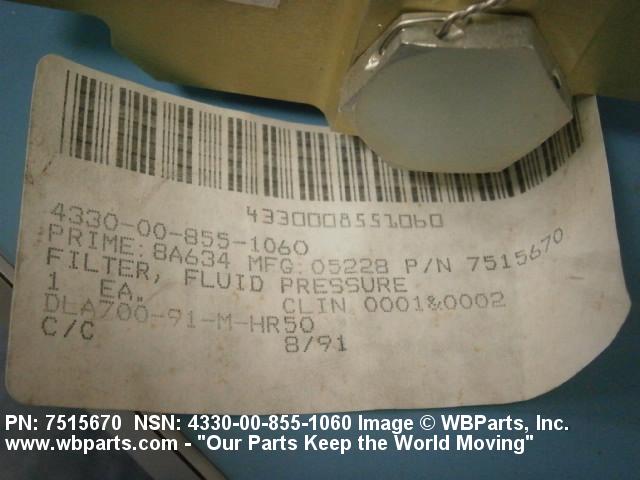 4330008551060
4330-00-855-1060
PRIME: 8A634 MFG: 05228 P/N 7515670
FILTER, FLUID PRESSURE
1 EA. CLIN 0001&0002
DLA700-91-M-HR50
C/C 8/91
PN: 7515670 NSN: 4330-00-855-1060 Image © WBParts, Inc.
www.wbparts.com - "Our Parts Keep the World Moving"